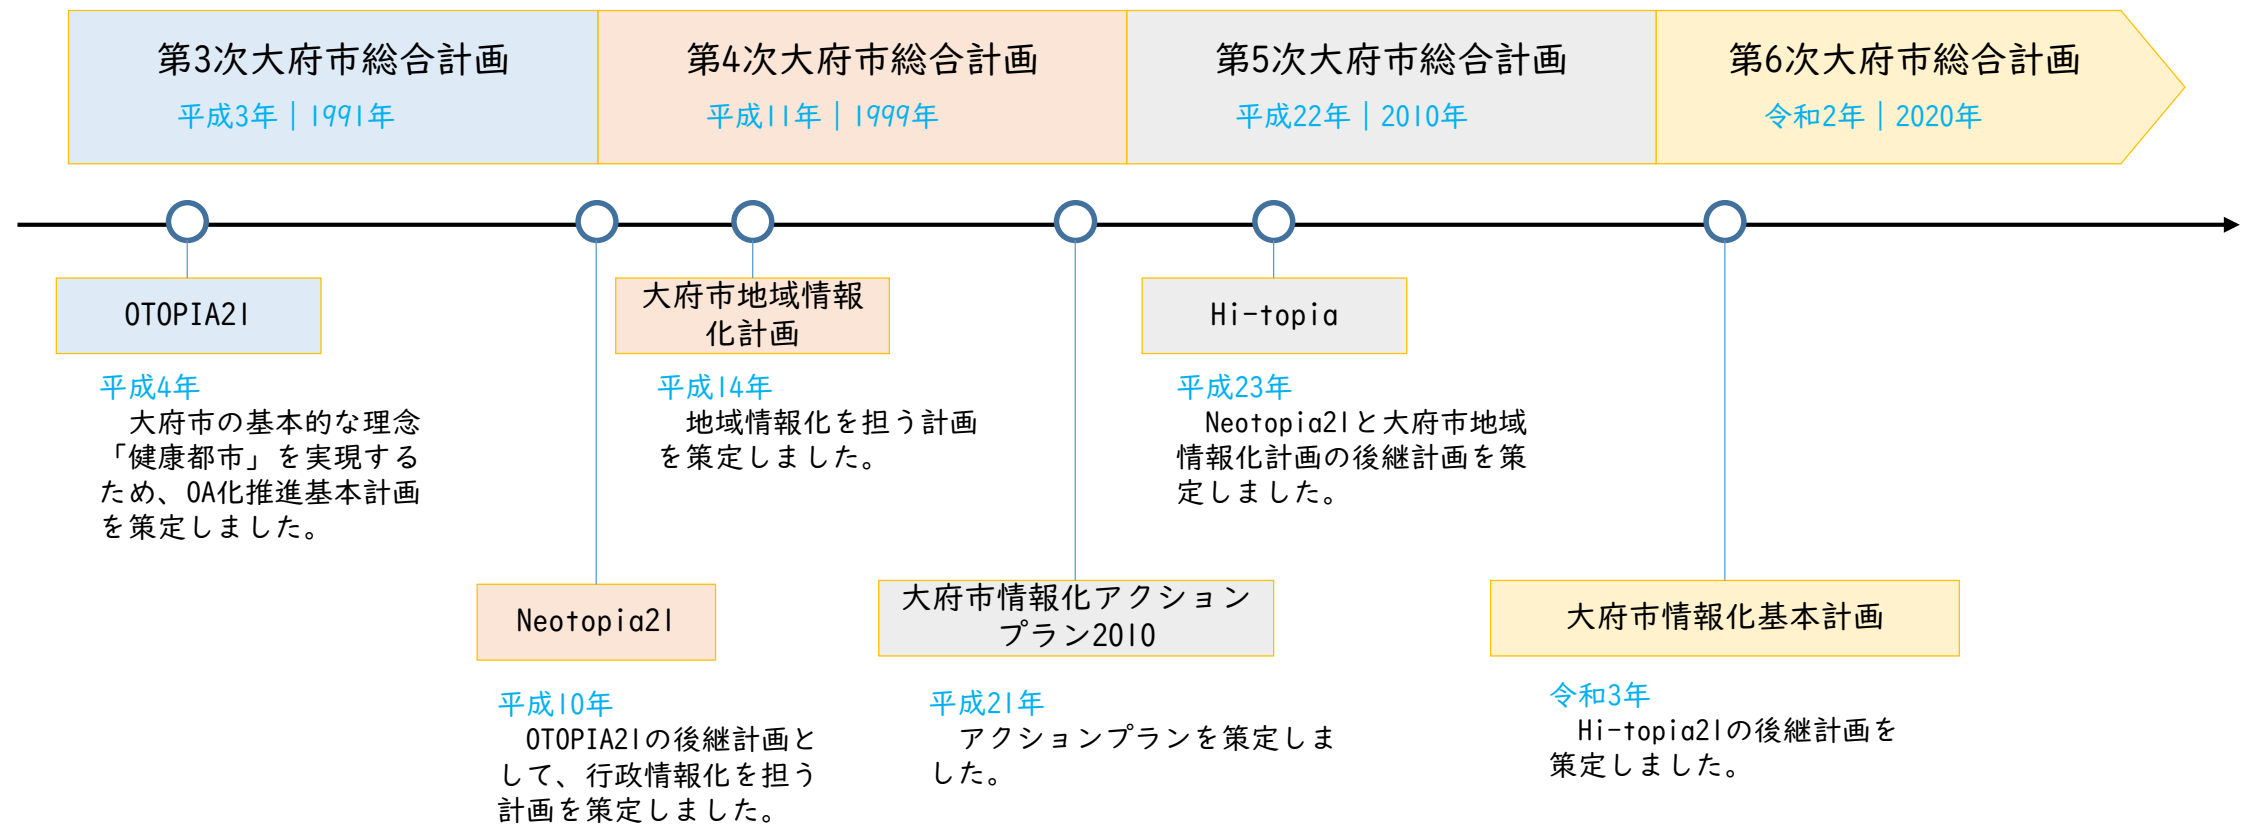 第3次大府市総合計画
平成3年｜1991年
第4次大府市総合計画
平成11年｜1999年
第5次大府市総合計画
平成22年｜2010年
第6次大府市総合計画
令和2年｜2020年
OTOPIA21
平成4年
大府市の基本的な理念
「健康都市」を実現する
ため、OA化推進基本計画
を策定しました。
Neotopia21
平成10年
OTOPIA21の後継計画と
して、行政情報化を担う
計画を策定しました。
大府市地域情報
化計画
平成14年
地域情報化を担う計画
を策定しました。
大府市情報化アクション
プラン2010
平成21年
アクションプランを策定しま
した。
Hi-topia
平成23年
Neotopia21と大府市地域
情報化計画の後継計画を策
定しました。
大府市情報化基本計画
令和3年
Hi-topia21の後継計画を
策定しました。